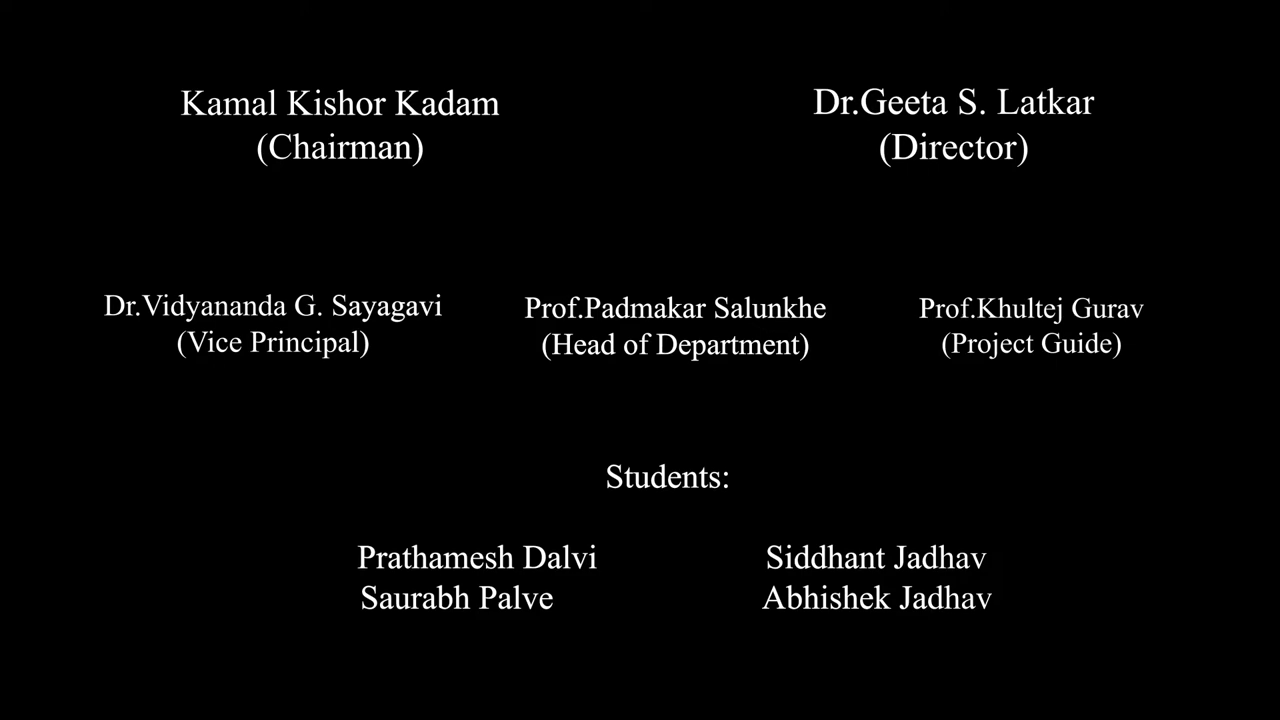 Kamal Kishor Kadam
(Chairman)
Dr.Geeta S. Latkar
(Director)
Dr.Vidyananda G. Sayagavi
(Vice Principal)
Prof.Padmakar Salunkhe
(Head of Department)
Prof.Khultej Gurav
(Project Guide)
Students:
Prathamesh Dalvi
Saurabh Palve
Siddhant Jadhav
Abhishek Jadhav